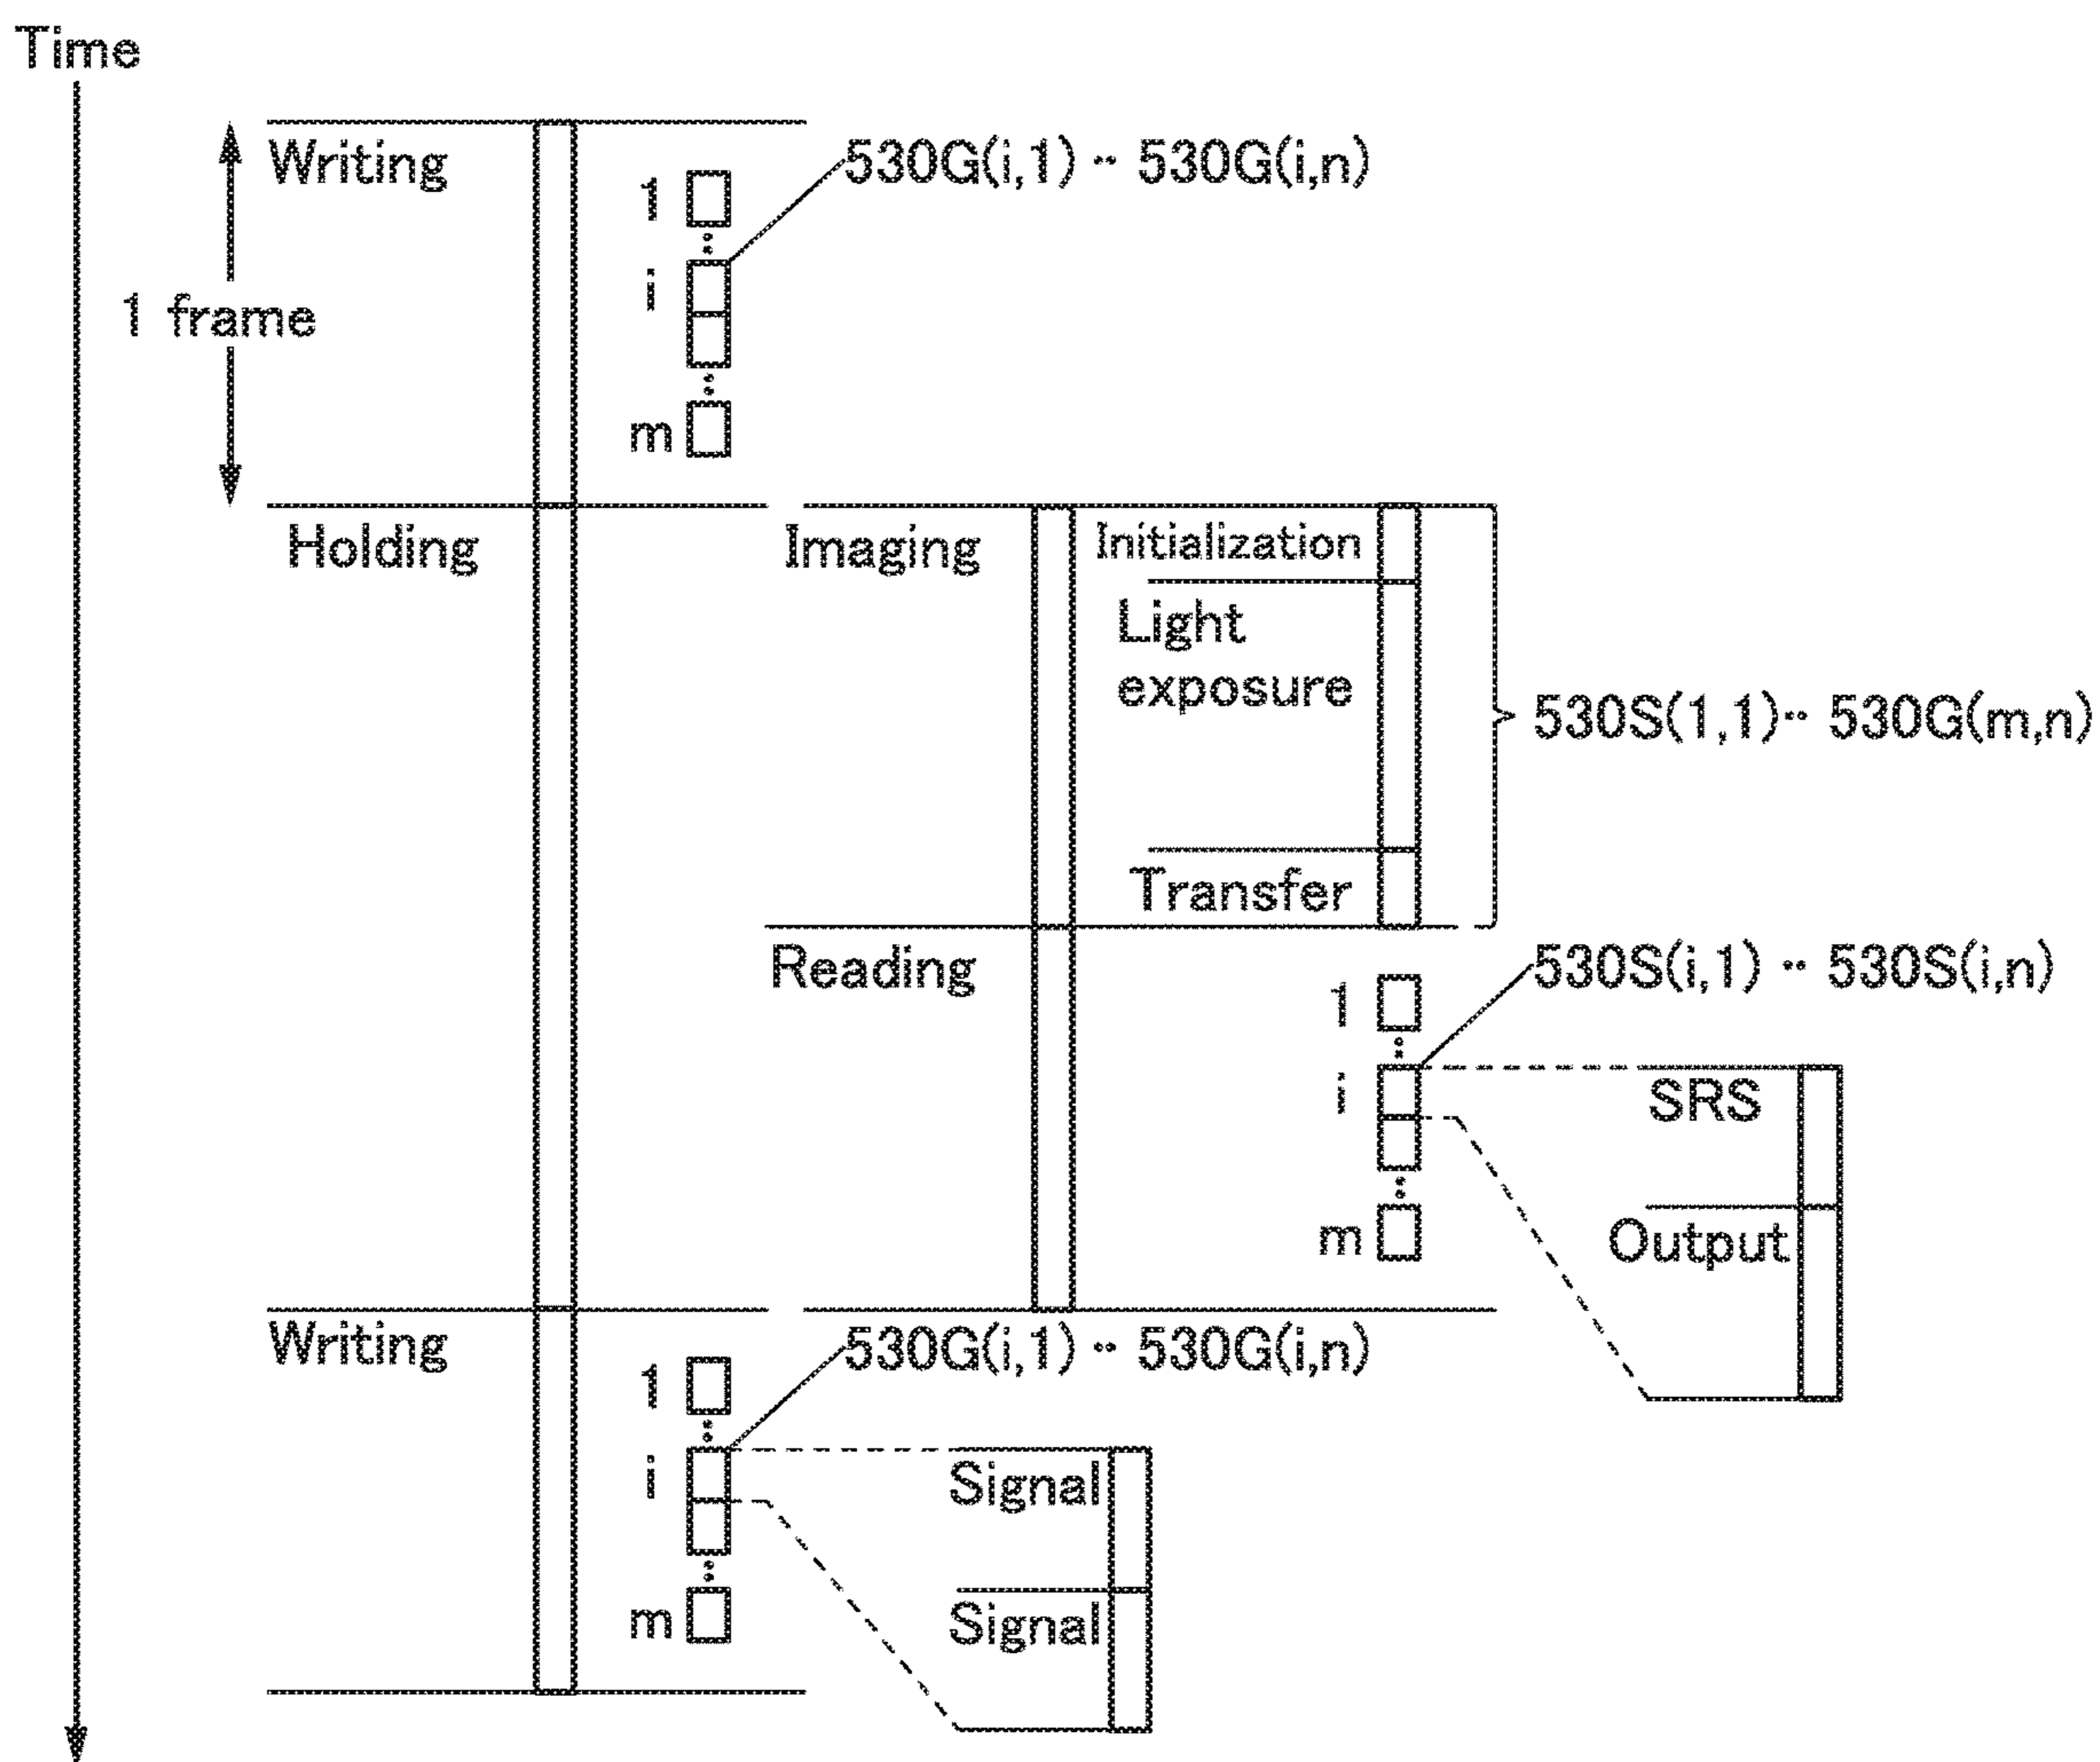 Time
Writing
530G(i,1) ·· 530G(i,n)
1
i
1 frame
m
Holding
Imaging
Initialization
Light
exposure
530S(1,1)·· 530G(m,n)
Transfer
Reading
530S(i,1) ·· 530S(i,n)
1
i
SRS
m
Output
Writing
530G(i,1) ·· 530G(i,n)
1
i
Signal
m
Signal